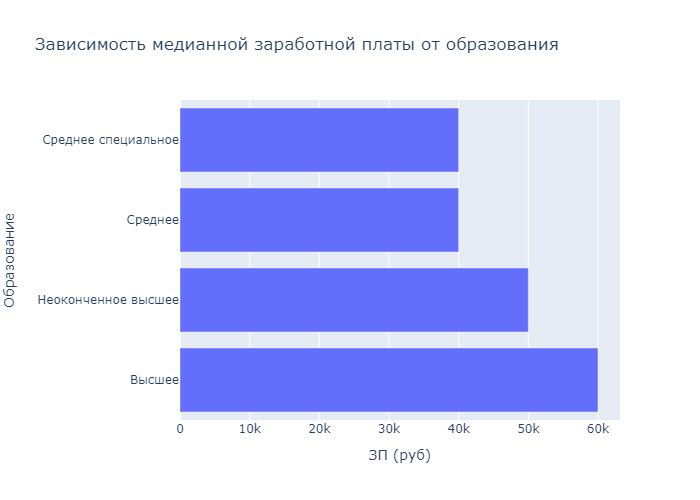 Зависимость медианной заработной платы от образования
Образование
Среднее специальное
Среднее
Неоконченное высшее
Высшее
0 10k 20k 30k 40k 50k 60k
ЗП (руб)